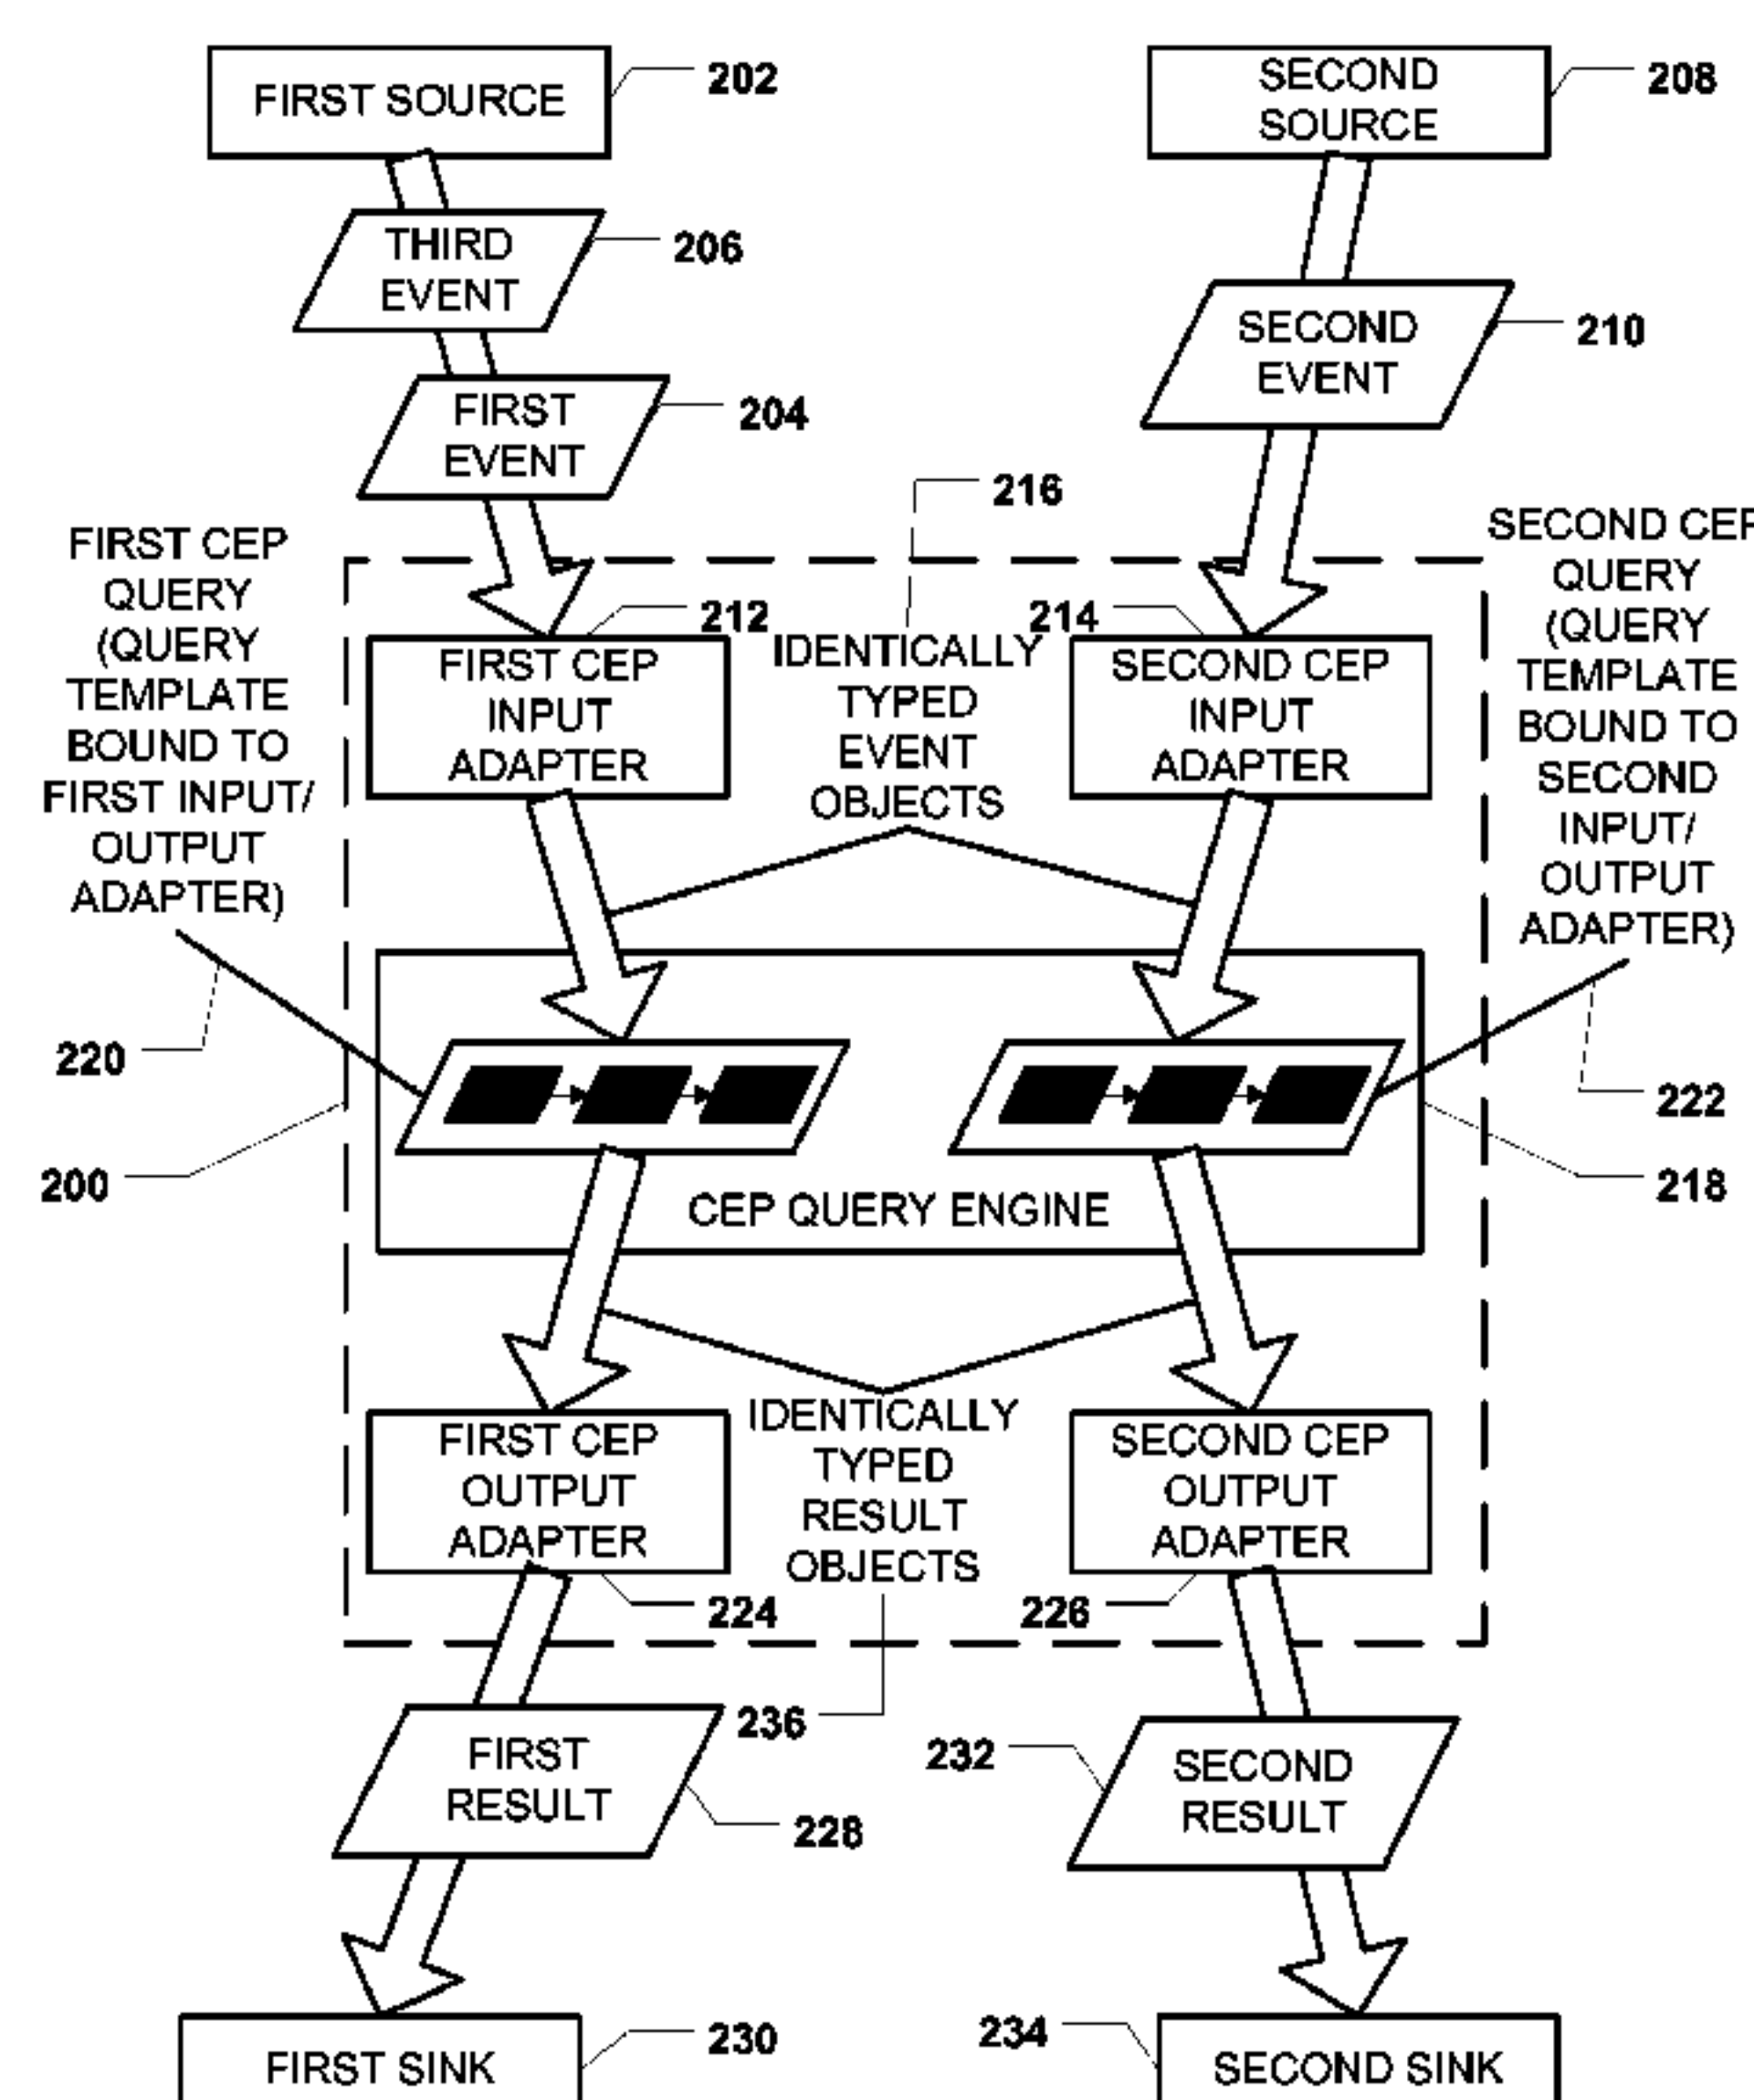 FIRST SOURCE
202
SECOND
SOURCE
208
THIRD
EVENT
206
SECOND
EVENT
210
FIRST
EVENT
204
216
FIRST CEP
QUERY
(QUERY
TEMPLATE
BOUND TO
FIRST INPUT/
OUTPUT
ADAPTER)
SECOND CEP
QUERY
(QUERY
TEMPLATE
BOUND TO
SECOND
INPUT/
OUTPUT
ADAPTER)
212
214
FIRST CEP
INPUT
ADAPTER
IDENTICALLY
TYPED
EVENT
OBJECTS
SECOND CEP
INPUT
ADAPTER
220
222
200
218
CEP QUERY ENGINE
FIRST CEP
OUTPUT
ADAPTER
IDENTICALLY
TYPED
RESULT
OBJECTS
SECOND CEP
OUTPUT
ADAPTER
224
226
236
FIRST
RESULT
228
232
SECOND
RESULT
230
234
FIRST SINK
SECOND SINK